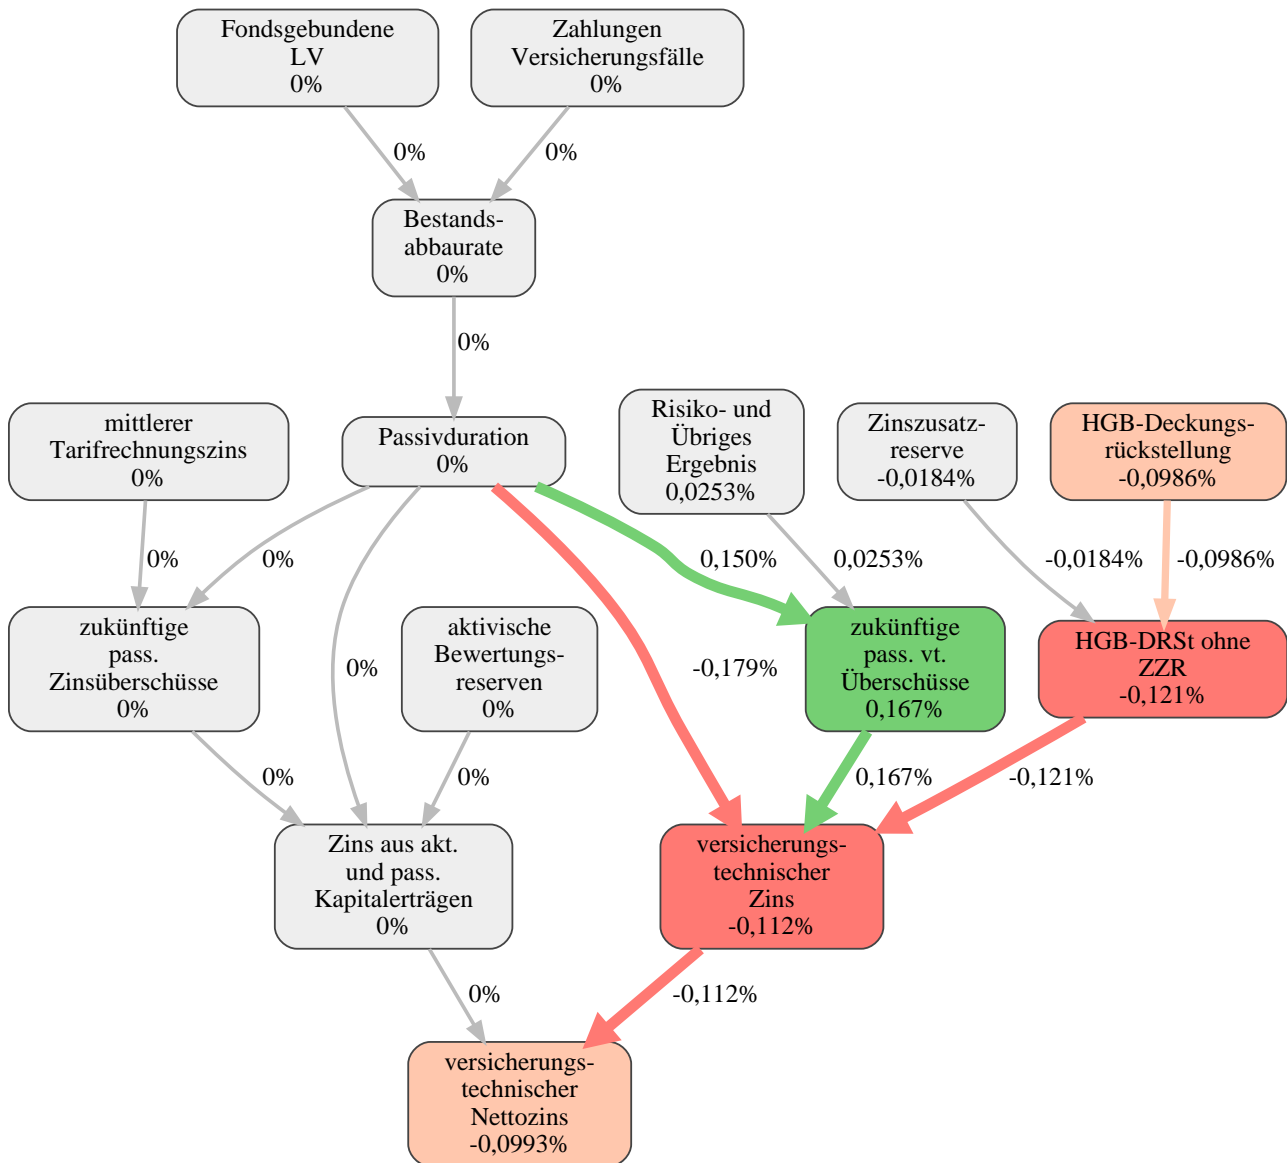 Fondsgebundene
LV
0%
Zahlungen
Versicherungsfälle
0%
0%
0%
Bestands-
abbaurate
0%
0%
mittlerer
Tarifrechnungszins
0%
Passivduration
0%
Risiko- und
Übriges
Ergebnis
0,0253%
Zinszusatz-
reserve
-0,0184%
HGB-Deckungs-
rückstellung
-0,0986%
0%
0%
0,150%
0,0253%
-0,0184%
-0,0986%
zukünftige
pass.
Zinsüberschüsse
0%
0%
aktivische
Bewertungs-
reserven
0%
-0,179%
zukünftige
pass. vt.
Überschüsse
0,167%
HGB-DRSt ohne
ZZR
-0,121%
0%
0%
0,167%
-0,121%
Zins aus akt.
und pass.
Kapitalerträgen
0%
versicherungs-
technischer
Zins
-0,112%
0%
-0,112%
versicherungs-
technischer
Nettozins
-0,0993%